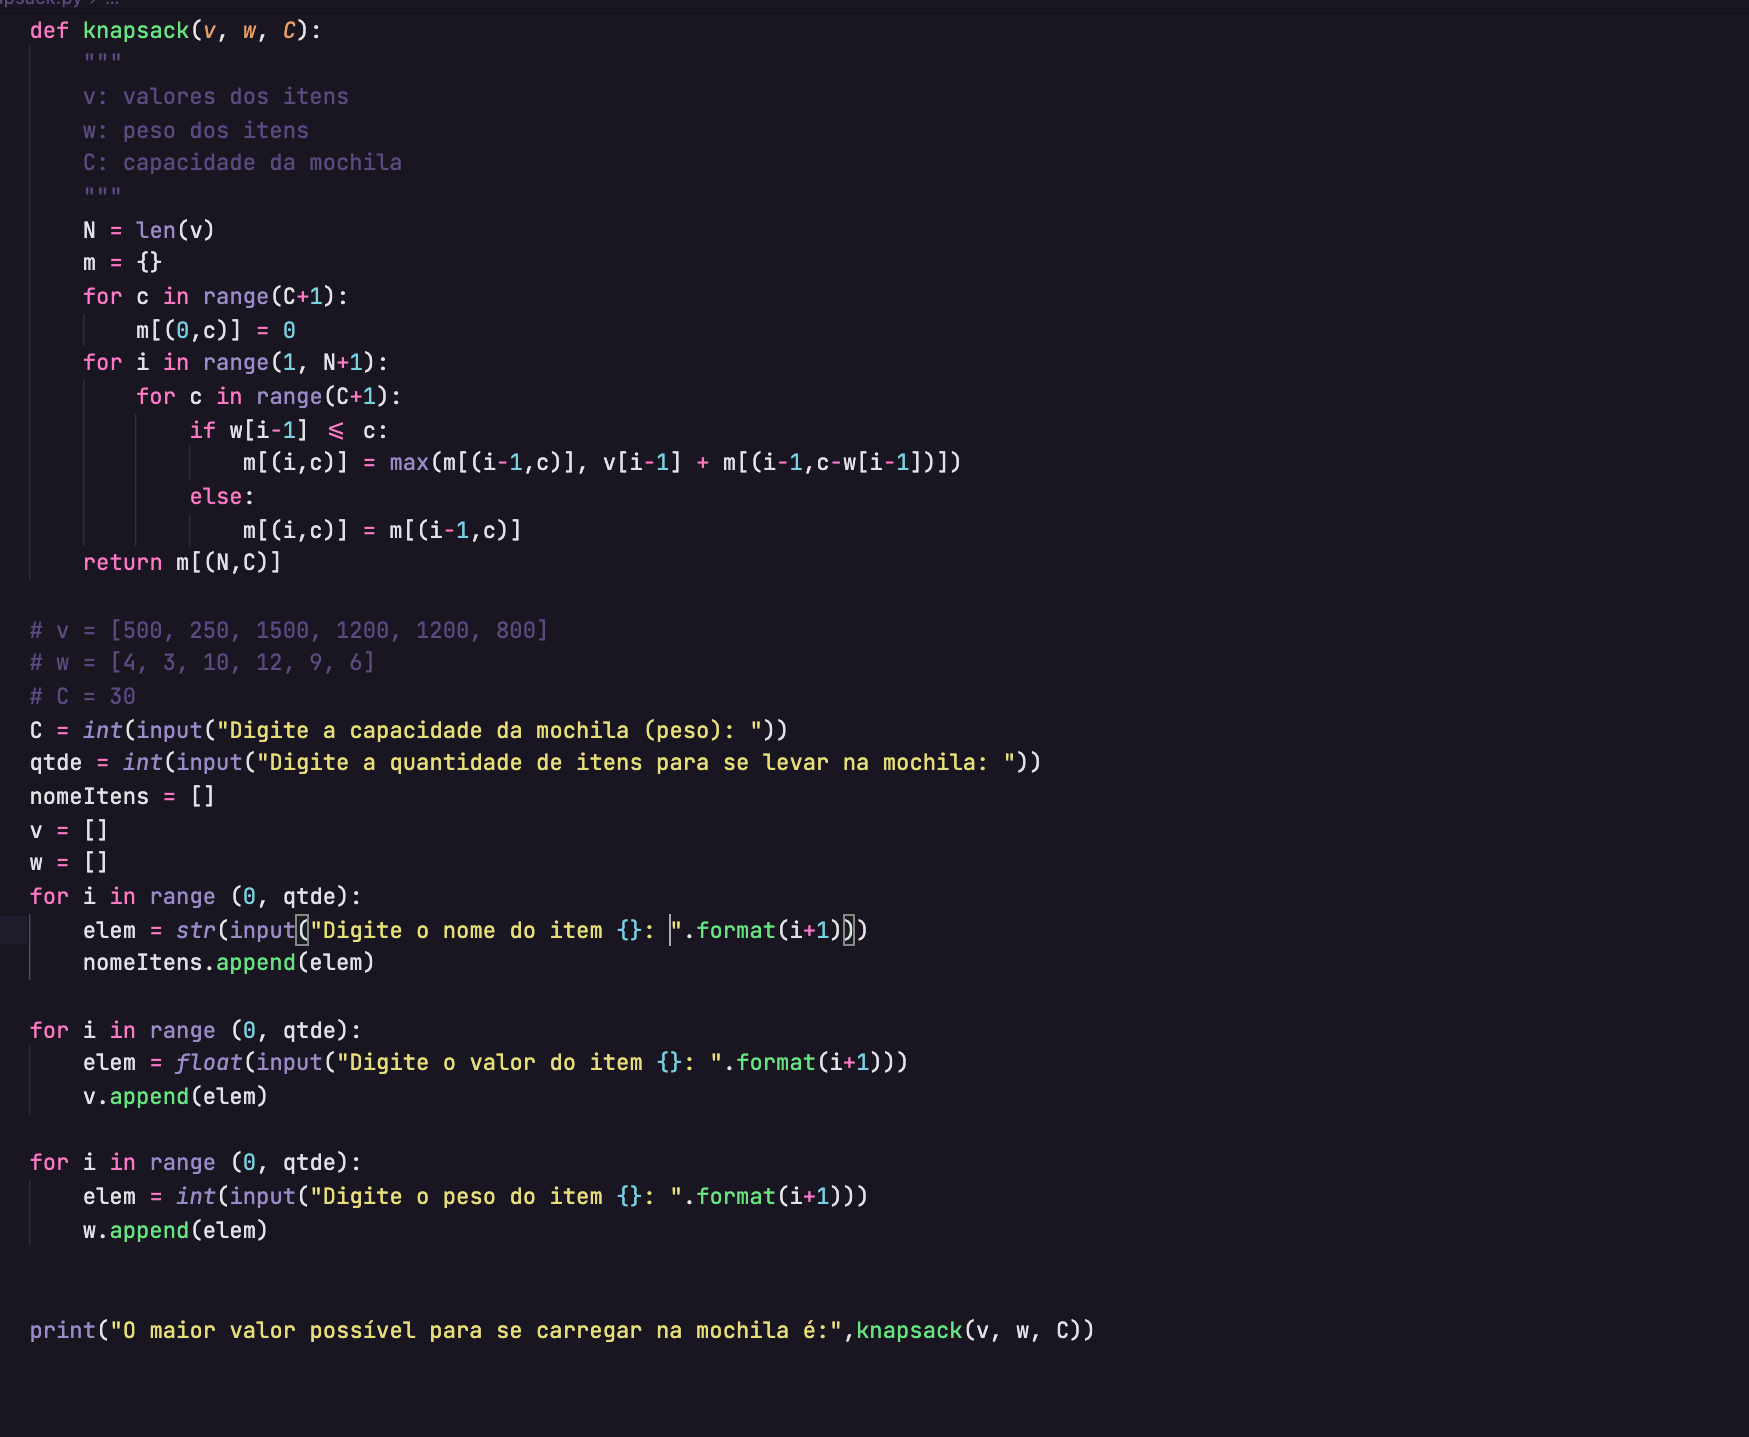 def knapsack(v, w, C):
    """
    v: valores dos itens
    w: peso dos itens
    C: capacidade da mochila
    """
    N = len(v)
    m = {}
    for c in range(C+1):
        m[(0,c)] = 0
    for i in range(1, N+1):
        for c in range(C+1):
            if w[i-1] <= c:
                m[(i,c)] = max(m[(i-1,c)], v[i-1] + m[(i-1,c-w[i-1])])
            else:
                m[(i,c)] = m[(i-1,c)]
    return m[(N,C)]

# v = [500, 250, 1500, 1200, 1200, 800]
# w = [4, 3, 10, 12, 9, 6]
# C = 30
C = int(input("Digite a capacidade da mochila (peso): "))
qtde = int(input("Digite a quantidade de itens para se levar na mochila: "))
nomeItens = []
v = []
w = []
for i in range (0, qtde):
    elem = str(input("Digite o nome do item {}: ".format(i+1)))
    nomeItens.append(elem)

for i in range (0, qtde):
    elem = float(input("Digite o valor do item {}: ".format(i+1)))
    v.append(elem)

for i in range (0, qtde):
    elem = int(input("Digite o peso do item {}: ".format(i+1)))
    w.append(elem)


print("O maior valor possível para se carregar na mochila é:",knapsack(v, w, C))